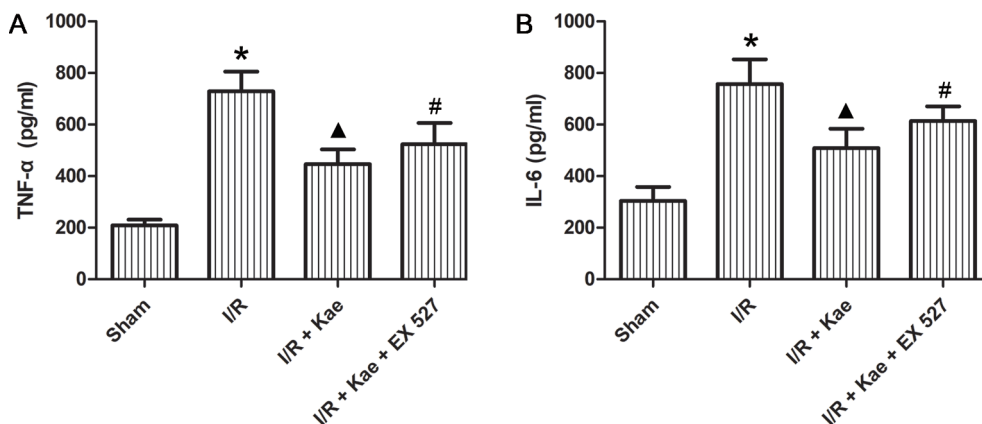 A
TNF-α (pg/ml)
1000
800
600
400
200
0
*
▲
#
Sham
I/R
I/R + Kae
I/R + Kae + EX 527
B
IL-6 (pg/ml)
1000
800
600
400
200
0
*
▲
#
Sham
I/R
I/R + Kae
I/R + Kae + EX 527